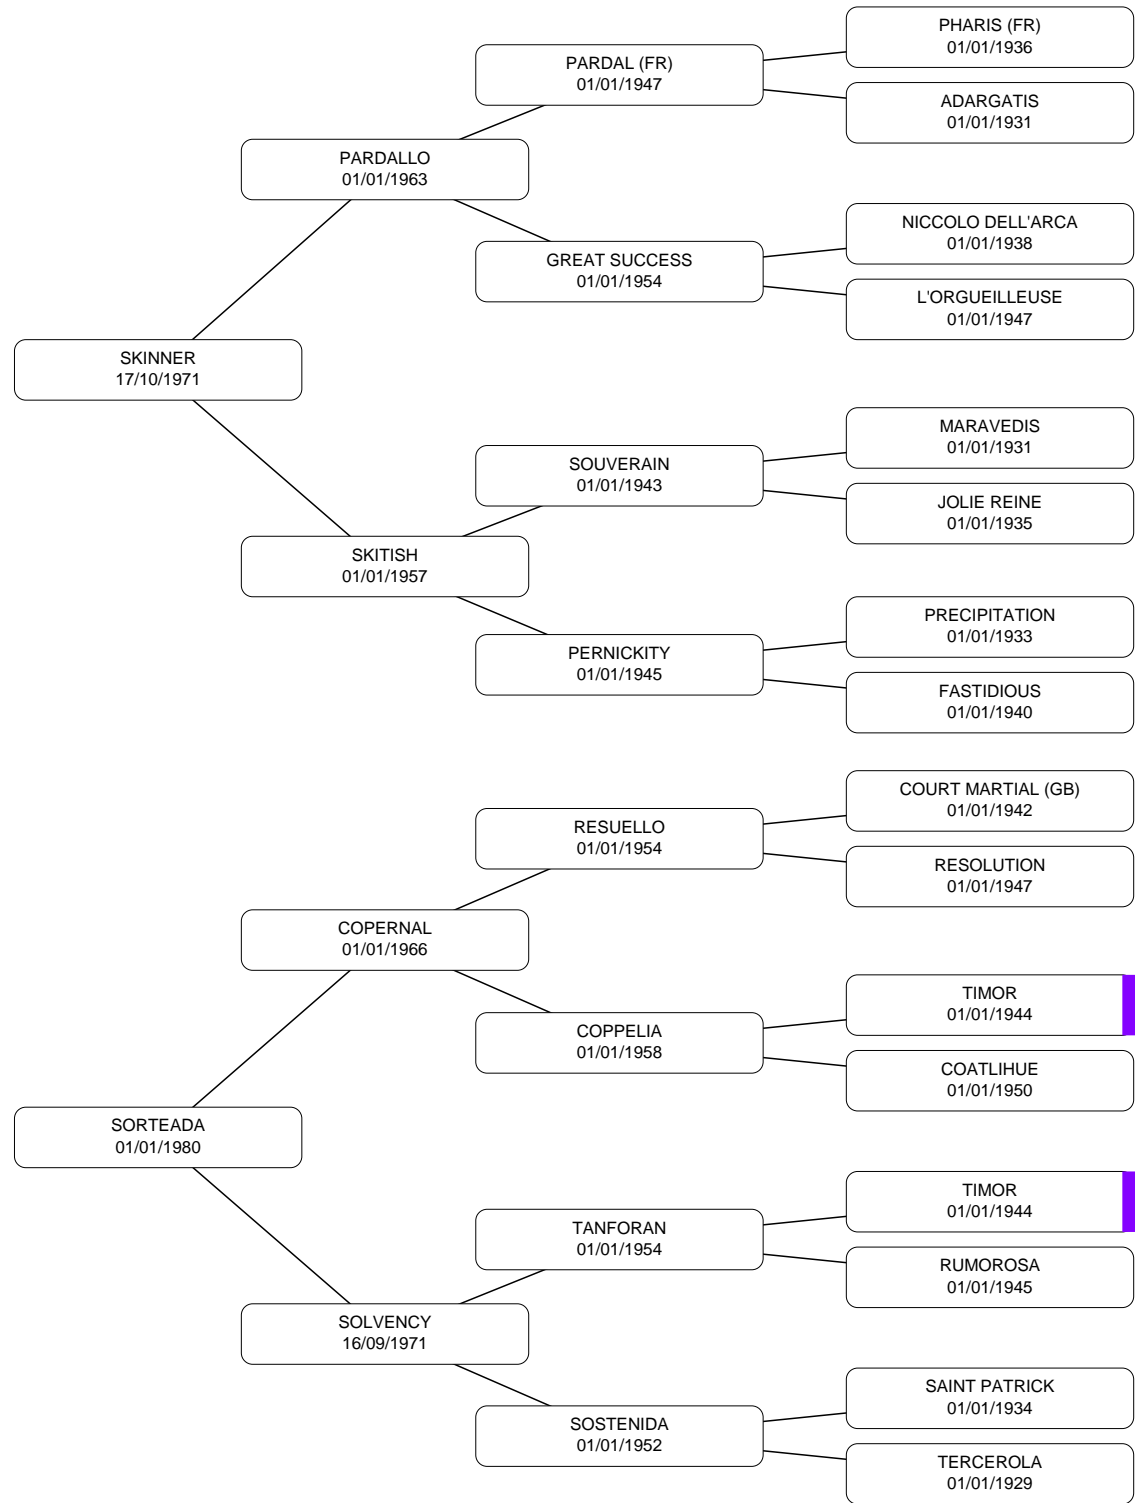 PHARIS (FR)
01/01/1936
PARDAL (FR)
01/01/1947
ADARGATIS
01/01/1931
PARDALLO
01/01/1963
NICCOLO DELL'ARCA
01/01/1938
GREAT SUCCESS
01/01/1954
L'ORGUEILLEUSE
01/01/1947
SKINNER
17/10/1971
MARAVEDIS
01/01/1931
SOUVERAIN
01/01/1943
JOLIE REINE
01/01/1935
SKITISH
01/01/1957
PRECIPITATION
01/01/1933
PERNICKITY
01/01/1945
FASTIDIOUS
01/01/1940
COURT MARTIAL (GB)
01/01/1942
RESUELLO
01/01/1954
RESOLUTION
01/01/1947
COPERNAL
01/01/1966
TIMOR
01/01/1944
COPPELIA
01/01/1958
COATLIHUE
01/01/1950
SORTEADA
01/01/1980
TIMOR
01/01/1944
TANFORAN
01/01/1954
RUMOROSA
01/01/1945
SOLVENCY
16/09/1971
SAINT PATRICK
01/01/1934
SOSTENIDA
01/01/1952
TERCEROLA
01/01/1929